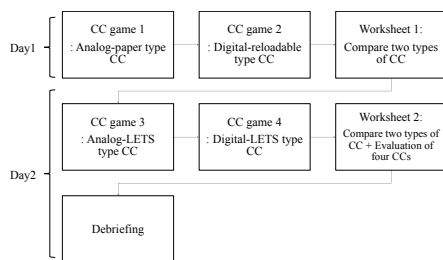 Day1
CC game 1
: Analog-paper type
CC
CC game 2
: Digital-reloadable
type CC
Worksheet 1:
Compare two types
of CC
Day2
CC game 3
: Analog-LETS
type CC
CC game 4
: Digital-LETS type
CC
Worksheet 2:
Compare two types of
CC + Evaluation of
four CCs
Debriefing